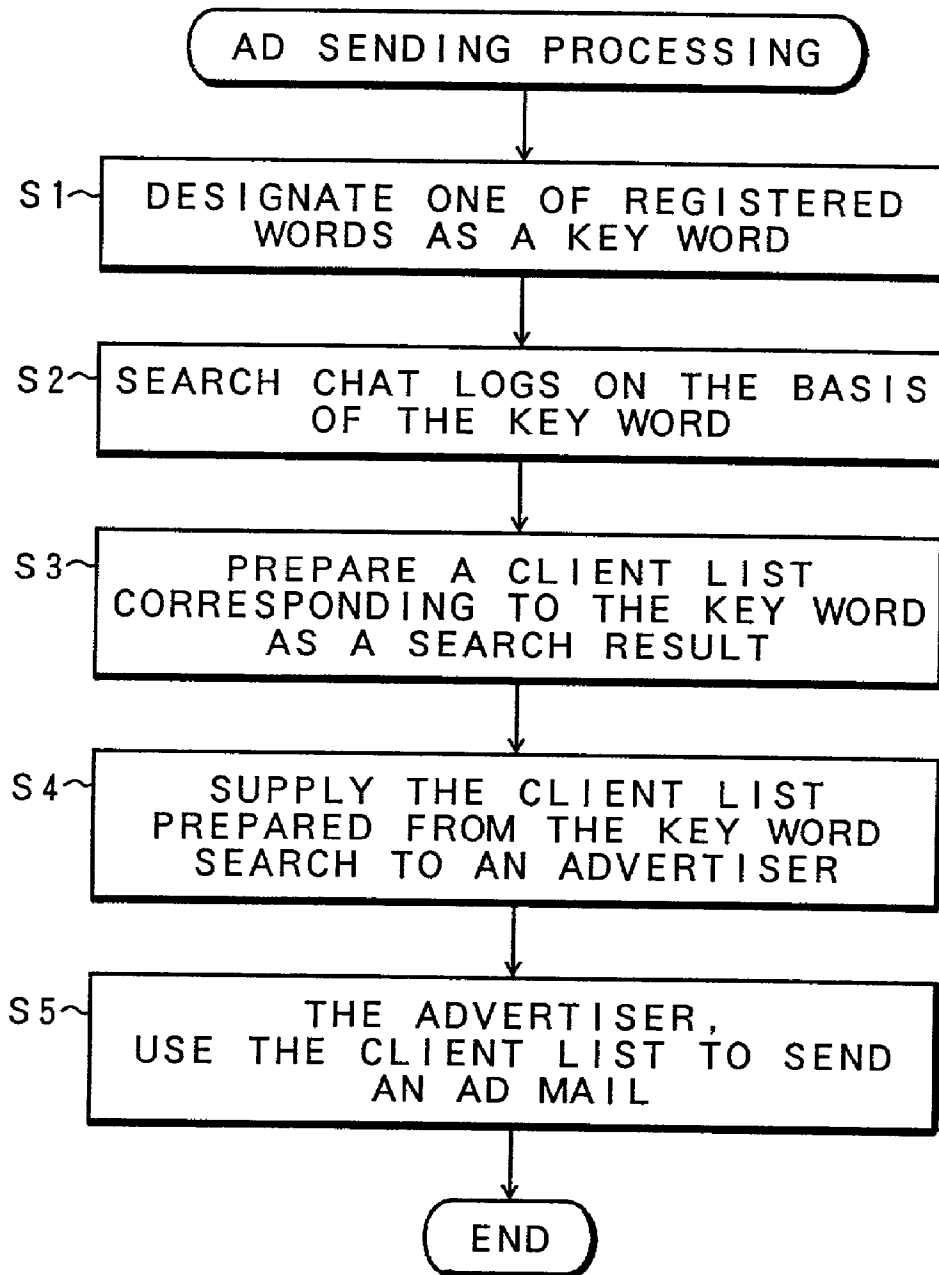 AD SENDING PROCESSING
S1
DESIGNATE ONE OF REGISTERED
WORDS AS A KEY WORD
S2
SEARCH CHAT LOGS ON THE BASIS
OF THE KEY WORD
S3
PREPARE A CLIENT LIST
CORRESPONDING TO THE KEY WORD
AS A SEARCH RESULT
S4
SUPPLY THE CLIENT LIST
PREPARED FROM THE KEY WORD
SEARCH TO AN ADVERTISER
S5
THE ADVERTISER,
USE THE CLIENT LIST TO SEND
AN AD MAIL
END